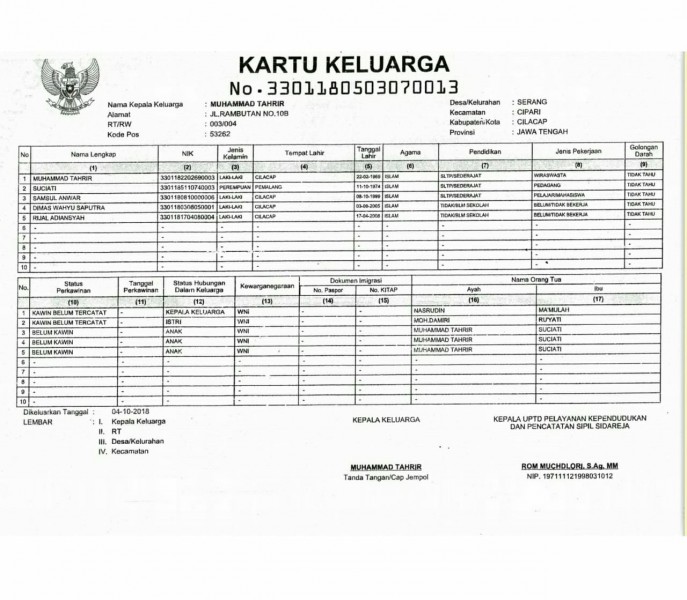 KARTU KELUARGA
No. 3301180503070013
Nama Kepala Keluarga : MUHAMMAD TAHRIR
Alamat : JL.RAMBUTAN NO.10B
RT/RW : 003/004
Kode Pos : 53262
Desa/Kelurahan : SERANG
Kecamatan : CIPARI
Kabupaten/Kota : CILACAP
Provinsi : JAWA TENGAH
No Nama Lengkap NIK Jenis Kelamin Tempat Lahir Tanggal Lahir Agama Pendidikan Jenis Pekerjaan Golongan Darah
(1) (2) (3) (4) (5) (6) (7) (8) (9)
1 MUHAMMAD TAHRIR 3301182202690003 LAKI-LAKI CILACAP 22-02-1969 ISLAM SLTP/SEDERAJAT WIRASWASTA TIDAK TAHU
2 SUCIATI 3301185110740003 PEREMPUAN PEMALANG 11-10-1974 ISLAM SLTP/SEDERAJAT PEDAGANG TIDAK TAHU
3 SAMSUL ANWAR LAKI-LAKI CILACAP ISLAM SLTP/SEDERAJAT PELAJAR/MAHASISWA TIDAK TAHU
4 DIMAS WAHYU SAPUTRA LAKI-LAKI CILACAP ISLAM TIDAK/BLM SEKOLAH BELUM/TIDAK BEKERJA TIDAK TAHU
5 LAKI-LAKI CILACAP 17-04-2008 ISLAM TIDAK/BLM SEKOLAH BELUM/TIDAK BEKERJA TIDAK TAHU
6 - - - - - - - - -
7 - - - - - - - - -
8 - - - - - - - - -
9 - - - - - - - - -
10 - - - - - - - - -
No. Status Perkawinan Tanggal Perkawinan Status Hubungan Dalam Keluarga Kewarganegaraan Dokumen Imigrasi Nama Orang Tua
No. Paspor No. KITAP Ayah Ibu
(10) (11) (12) (13) (14) (15) (16) (17)
1 KAWIN BELUM TERCATAT - KEPALA KELUARGA WNI - - NASRUDIN MA'MULAH
2 KAWIN BELUM TERCATAT - ISTRI WNI - - MOH.DAMIRI RU'YATI
3 BELUM KAWIN - ANAK WNI - - MUHAMMAD TAHRIR SUCIATI
4 BELUM KAWIN - ANAK WNI - - MUHAMMAD TAHRIR SUCIATI
5 BELUM KAWIN - ANAK WNI - - MUHAMMAD TAHRIR SUCIATI
6 - - - - - - - -
7 - - - - - - - -
8 - - - - - - - -
9 - - - - - - - -
10 - - - - - - - -
Dikeluarkan Tanggal : 04-10-2018
LEMBAR : I. Kepala Keluarga
II. RT
III. Desa/Kelurahan
IV. Kecamatan
KEPALA KELUARGA
MUHAMMAD TAHRIR
Tanda Tangan/Cap Jempol
KEPALA UPTD PELAYANAN KEPENDUDUKAN
DAN PENCATATAN SIPIL SIDAREJA
ROM MUCHDLORI, S.Ag, MM
NIP. 197111121998031012